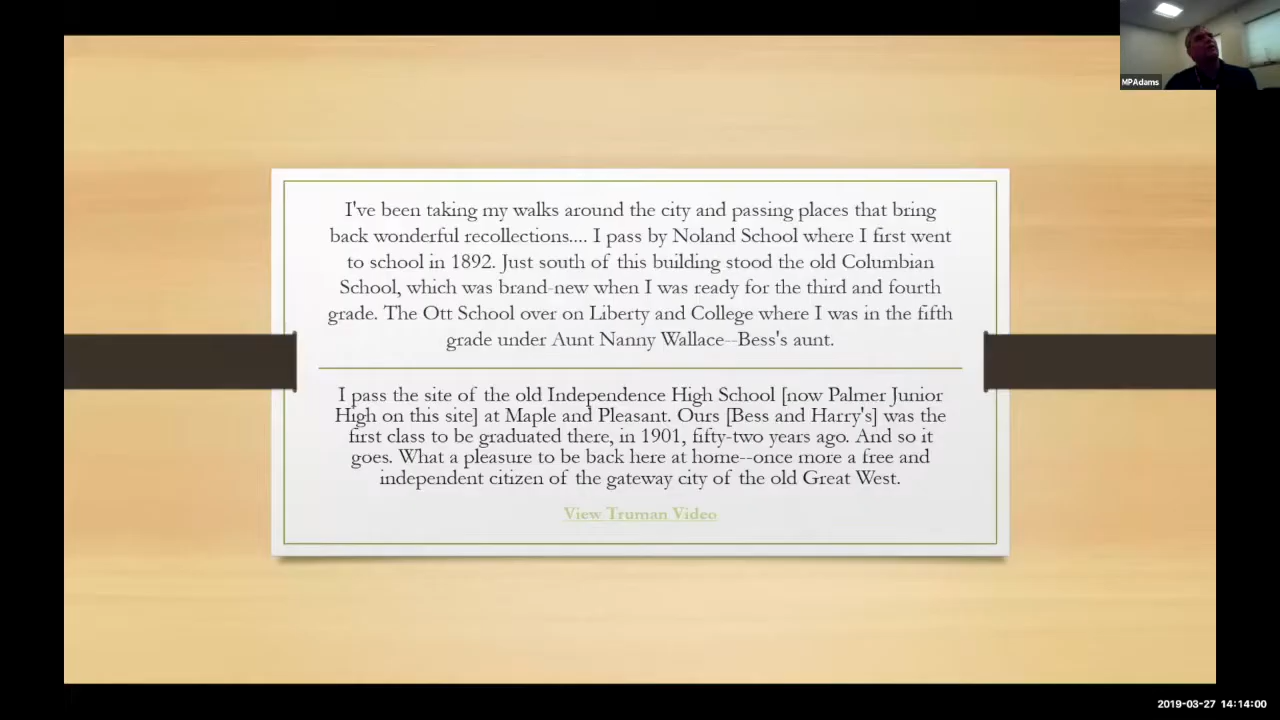 MPAdams
I've been taking my walks around the city and passing places that bring
back wonderful recollections.... I pass by Noland School where I first went
to school in 1892. Just south of this building stood the old Columbian
School, which was brand-new when I was ready for the third and fourth
grade. The Ott School over on Liberty and College where I was in the fifth
grade under Aunt Nanny Wallace--Bess's aunt.
I pass the site of the old Independence High School [now Palmer Junior
High on this site] at Maple and Pleasant. Ours [Bess and Harry's] was the
first class to be graduated there, in 1901, fifty-two years ago. And so it
goes. What a pleasure to be back here at home--once more a free and
independent citizen of the gateway city of the old Great West.
View Truman Video
2019-03-27 14:14:00